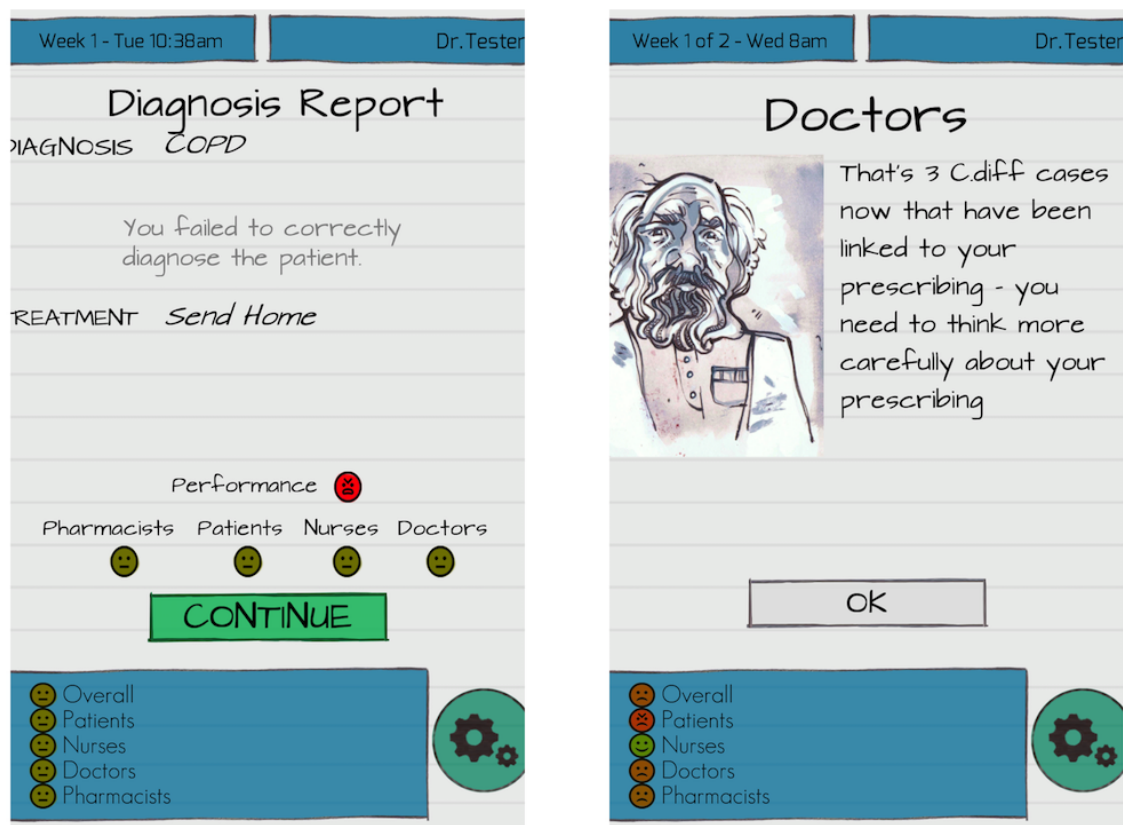 Week 1 - Tue 10:38am
Dr. Tester
Diagnosis Report
DIAGNOSIS COPD
You failed to correctly
diagnose the patient.
TREATMENT Send Home
Performance
Pharmacists Patients Nurses Doctors
CONTINUE
Overall
Patients
Nurses
Doctors
Pharmacists
Week 1 of 2 - Wed 8am
Dr. Tester
Doctors
That's 3 C.diff cases
now that have been
linked to your
prescribing - you
need to think more
carefully about your
prescribing
OK
Overall
Patients
Nurses
Doctors
Pharmacists